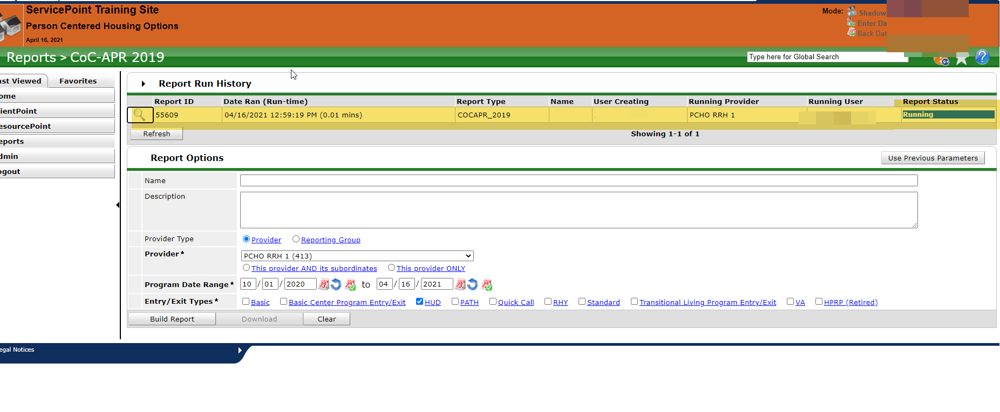 ServicePoint Training Site
Person Centered Housing Options
April 16, 2021
Mode:
Shadow
Enter Da
Back Dat
Reports > CoC-APR 2019
Type here for Global Search
9+
?
ast Viewed Favorites
ome
ientPoint
esourcePoint
eports
dmin
ogout
Report Run History
Report ID Date Ran (Run-time) Report Type Name User Creating Running Provider Running User Report Status
55609 04/16/2021 12:59:19 PM (0.01 mins) COCAPR_2019 PCHO RRH 1 Running
Refresh Showing 1-1 of 1
Report Options Use Previous Parameters
Name
Description
Provider Type Provider Reporting Group
Provider * PCHO RRH 1 (413)
This provider AND its subordinates This provider ONLY
Program Date Range * 10 / 01 / 2020 23 to 04 / 16 / 2021 23
Entry/Exit Types * Basic Basic Center Program Entry/Exit HUD PATH Quick Call RHY Standard Transitional Living Program Entry/Exit VA HPRP (Retired)
Build Report Download Clear
egal Notices